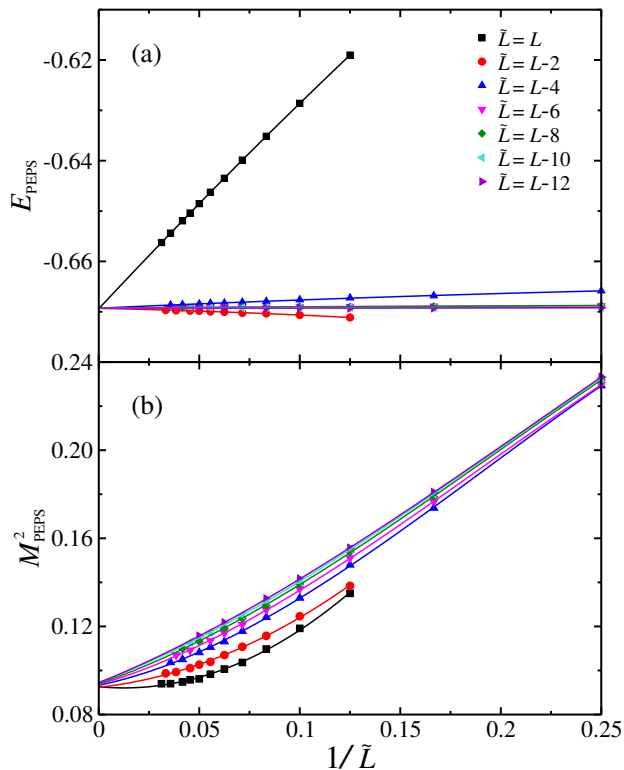 (a)
L̃ = L
L̃ = L-2
L̃ = L-4
L̃ = L-6
L̃ = L-8
L̃ = L-10
L̃ = L-12
-0.62
-0.64
-0.66
E_PEPS
0.24
(b)
0.20
0.16
0.12
0.08
M²_PEPS
0 0.05 0.1 0.15 0.2 0.25
1/ L̃